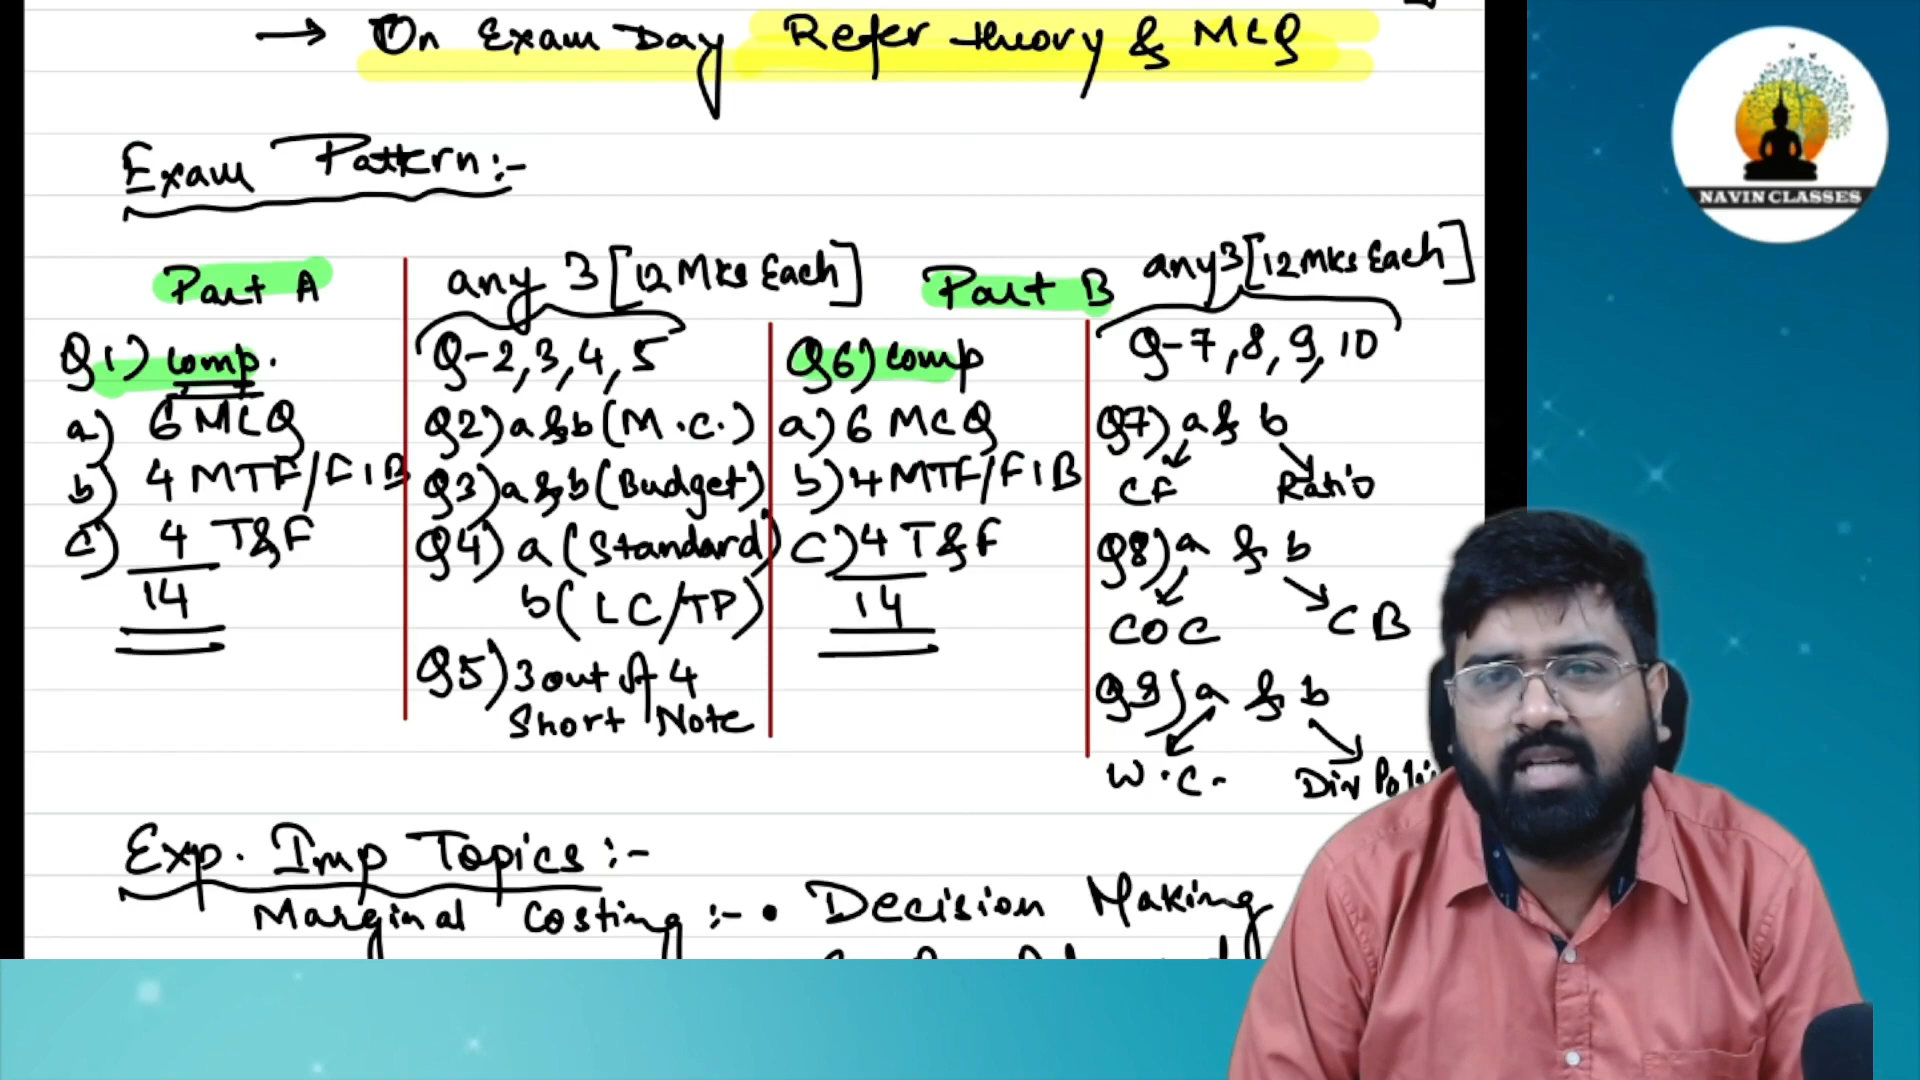 → On Exam Day Refer theory & MCQ
Exam Pattern:-
Part A
Q1) Comp.
a) 6 MCQ
b) 4 MTF/FIB
c) 4 T&F
14
any 3 [12 Mks Each]
Q-2,3,4,5
Q2) a & b (M.C.)
Q3) a & b (Budget)
Q4) a (Standard)
b (LC/TP)
Q5) 3 out of 4
Short Note
Part B
Q6) Comp
a) 6 MCQ
b) 4 MTF/FIB
c) 4 T&F
14
any 3 [12 Mks Each]
Q-7,8,9,10
Q7) a & b
CF Ratio
Q8) a & b
COC CB
Q9) a & b
W.C. Div
Exp. Imp Topics:-
Marginal Costing :- • Decision Making
NAVIN CLASSES